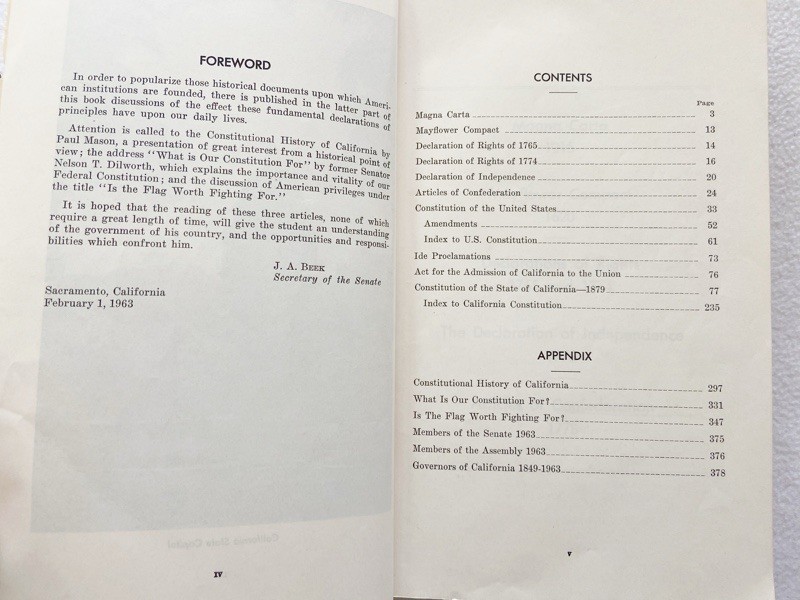 FOREWORD
In order to popularize those historical documents upon which Ameri-
can institutions are founded, there is published in the latter part of
this book discussions of the effect these fundamental declarations of
principles have upon our daily lives.
Attention is called to the Constitutional History of California by
Paul Mason, a presentation of great interest from a historical point of
view; the address "What is Our Constitution For" by former Senator
Nelson T. Dilworth, which explains the importance and vitality of our
Federal Constitution; and the discussion of American privileges under
the title "Is the Flag Worth Fighting For."
It is hoped that the reading of these three articles, none of which
require a great length of time, will give the student an understanding
of the government of his country, and the opportunities and responsi-
bilities which confront him.
J. A. BEEK
Secretary of the Senate
Sacramento, California
February 1, 1963
California State Capitol
IV
CONTENTS
Page
Magna Carta 3
Mayflower Compact 13
Declaration of Rights of 1765 14
Declaration of Rights of 1774 16
Declaration of Independence 20
Articles of Confederation 24
Constitution of the United States 33
Amendments 52
Index to U.S. Constitution 61
Ide Proclamations 73
Act for the Admission of California to the Union 76
Constitution of the State of California—1879 77
Index to California Constitution 235
The Declaration of Independence
APPENDIX
Constitutional History of California 297
What Is Our Constitution For? 331
Is The Flag Worth Fighting For? 347
Members of the Senate 1963 375
Members of the Assembly 1963 376
Governors of California 1849-1963 378
V